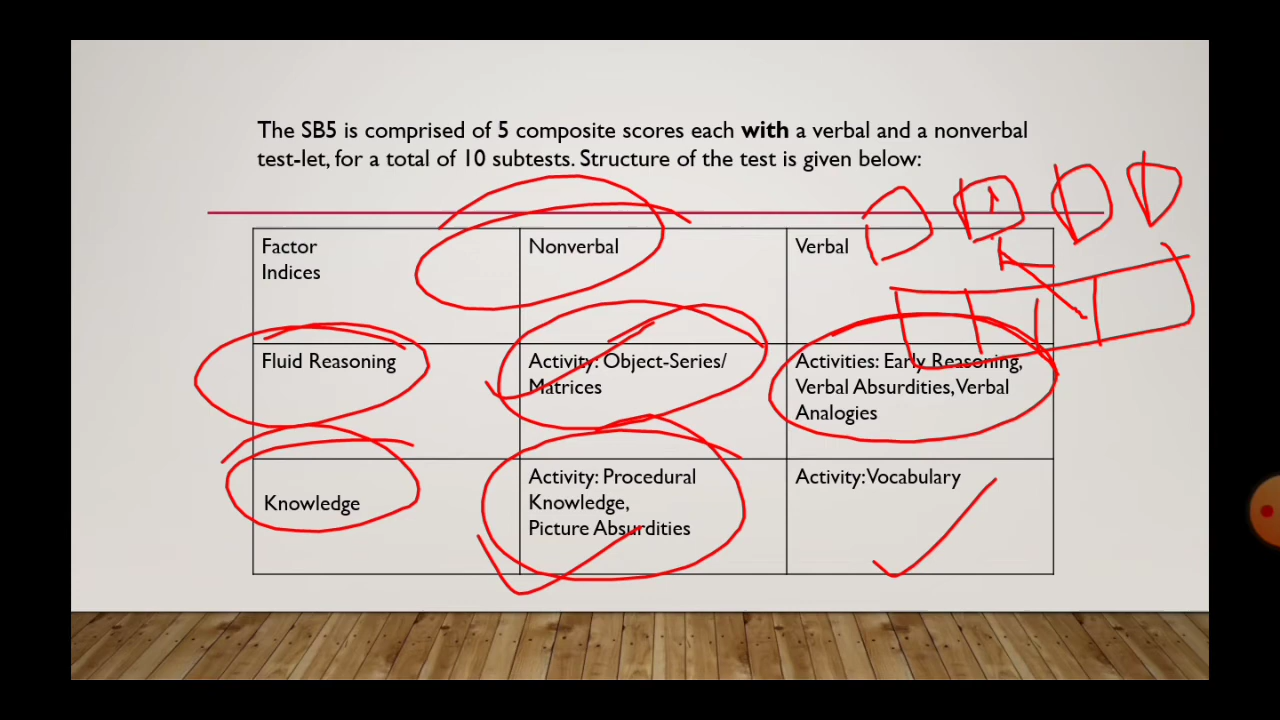 The SB5 is comprised of 5 composite scores each with a verbal and a nonverbal
test-let, for a total of 10 subtests. Structure of the test is given below:
Factor
Indices
Nonverbal
Verbal
Fluid Reasoning
Activity: Object-Series/
Matrices
Activities: Early Reasoning,
Verbal Absurdities, Verbal
Analogies
Knowledge
Activity: Procedural
Knowledge,
Picture Absurdities
Activity: Vocabulary